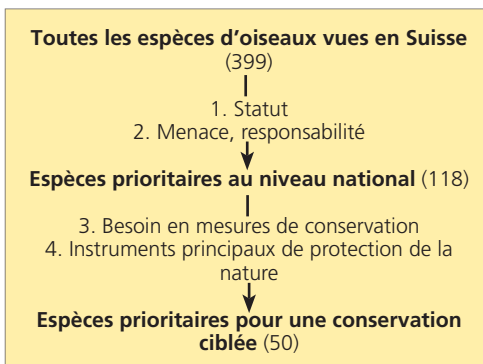 Toutes les espèces d’oiseaux vues en Suisse
(399)
1. Statut
2. Menace, responsabilité
Espèces prioritaires au niveau national (118)
3. Besoin en mesures de conservation
4. Instruments principaux de protection de la
nature
Espèces prioritaires pour une conservation
ciblée (50)